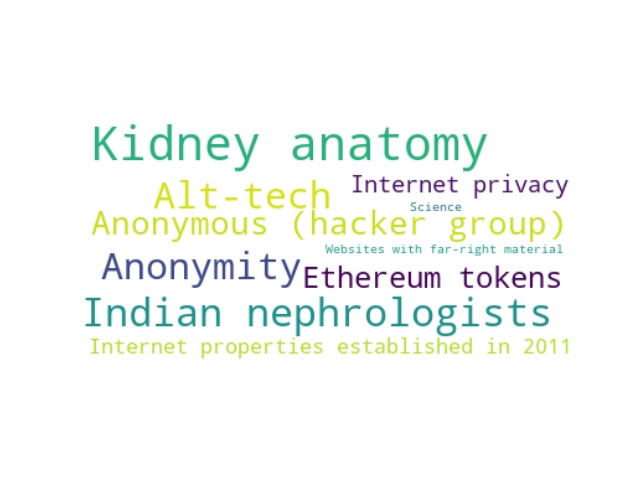 Kidney anatomy
Alt-tech
Internet privacy
Science
Anonymous (hacker group)
Websites with far-right material
Anonymity
Ethereum tokens
Indian nephrologists
Internet properties established in 2011